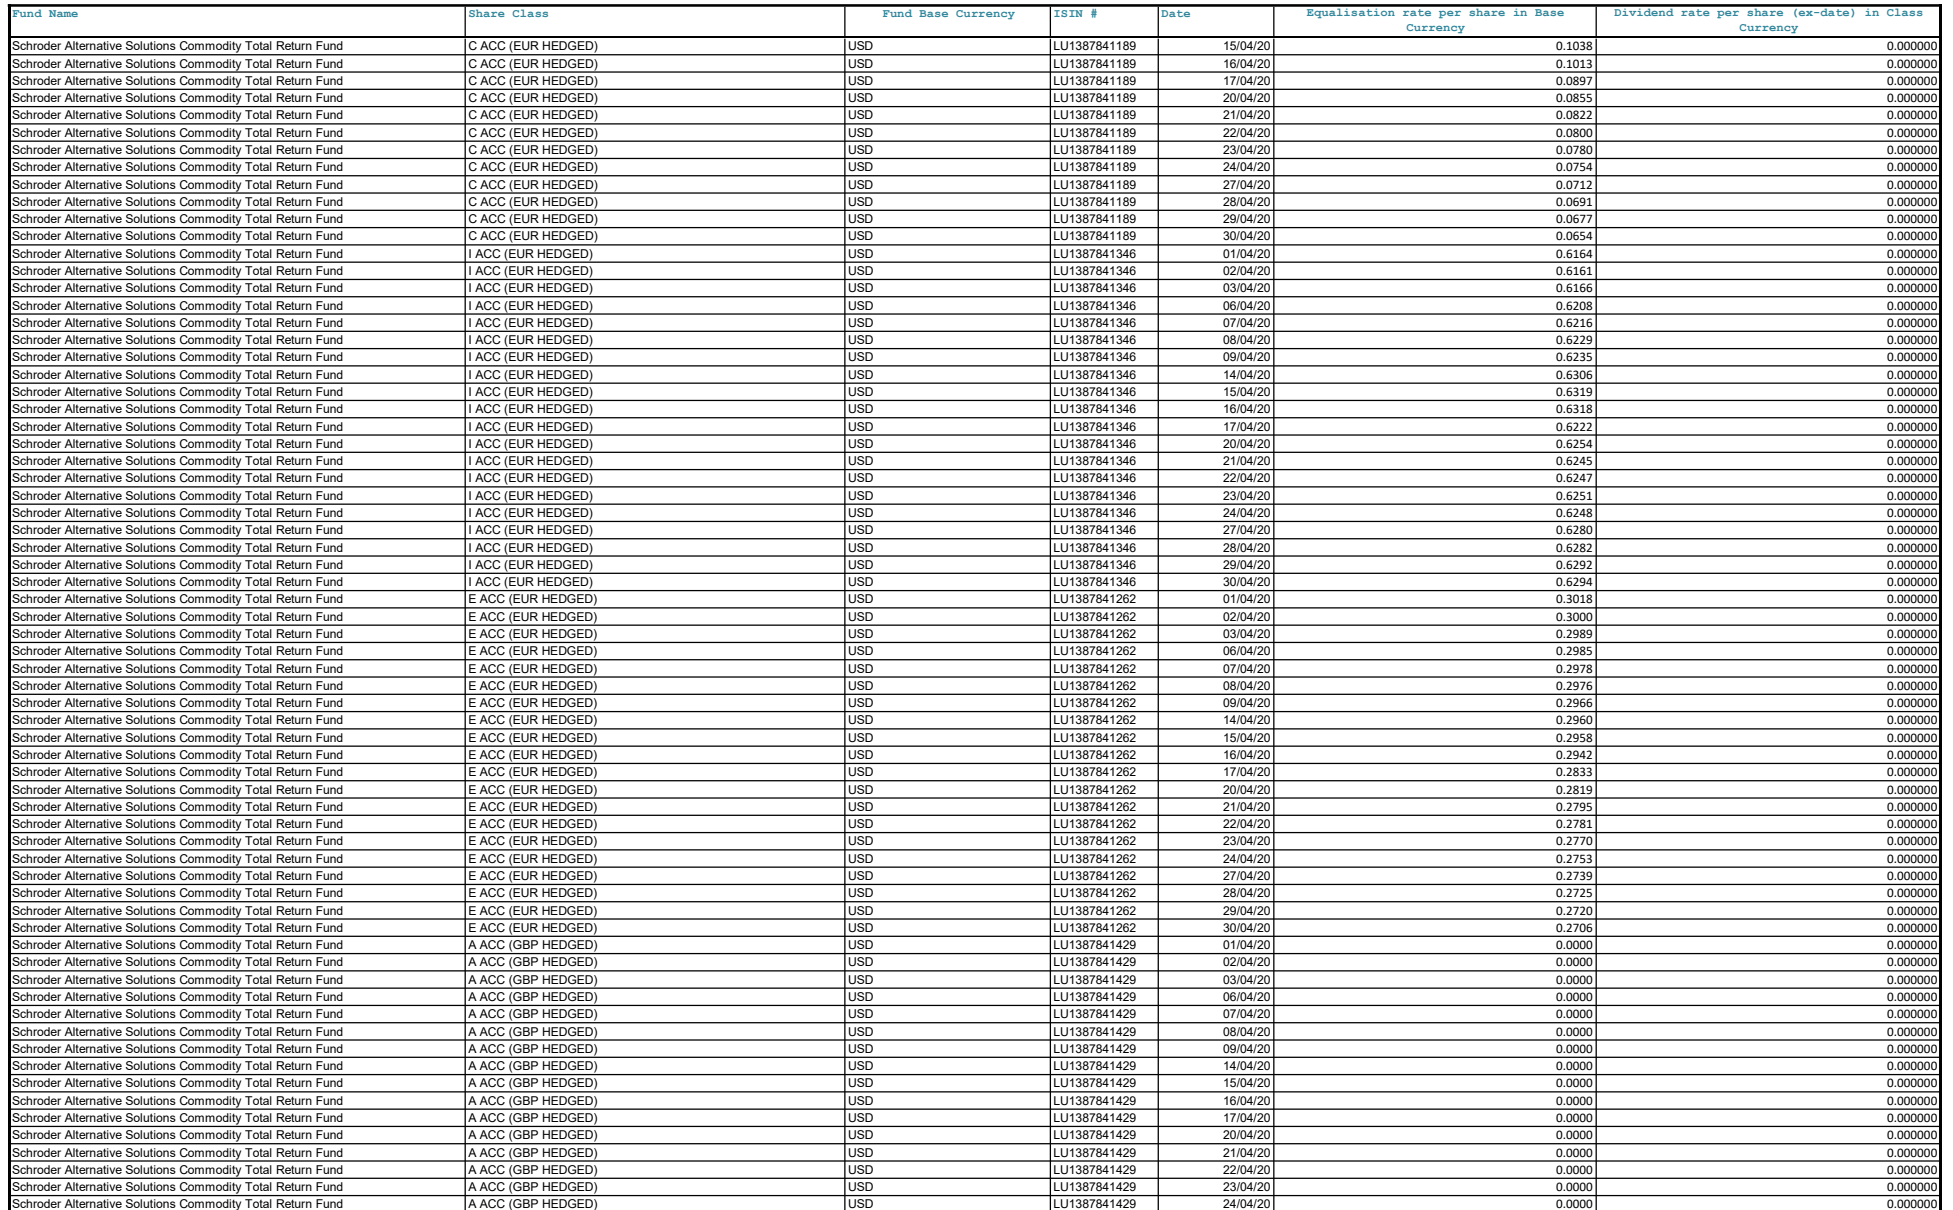 Fund Name Share Class Fund Base Currency ISIN # Date Equalisation rate per share in Base Currency Dividend rate per share (ex-date) in Class Currency
Schroder Alternative Solutions Commodity Total Return Fund C ACC (EUR HEDGED) USD LU1387841189 15/04/20 0.1038 0.000000
Schroder Alternative Solutions Commodity Total Return Fund C ACC (EUR HEDGED) USD LU1387841189 16/04/20 0.1013 0.000000
Schroder Alternative Solutions Commodity Total Return Fund C ACC (EUR HEDGED) USD LU1387841189 17/04/20 0.0897 0.000000
Schroder Alternative Solutions Commodity Total Return Fund C ACC (EUR HEDGED) USD LU1387841189 20/04/20 0.0855 0.000000
Schroder Alternative Solutions Commodity Total Return Fund C ACC (EUR HEDGED) USD LU1387841189 21/04/20 0.0822 0.000000
Schroder Alternative Solutions Commodity Total Return Fund C ACC (EUR HEDGED) USD LU1387841189 22/04/20 0.0800 0.000000
Schroder Alternative Solutions Commodity Total Return Fund C ACC (EUR HEDGED) USD LU1387841189 23/04/20 0.0780 0.000000
Schroder Alternative Solutions Commodity Total Return Fund C ACC (EUR HEDGED) USD LU1387841189 24/04/20 0.0754 0.000000
Schroder Alternative Solutions Commodity Total Return Fund C ACC (EUR HEDGED) USD LU1387841189 27/04/20 0.0712 0.000000
Schroder Alternative Solutions Commodity Total Return Fund C ACC (EUR HEDGED) USD LU1387841189 28/04/20 0.0691 0.000000
Schroder Alternative Solutions Commodity Total Return Fund C ACC (EUR HEDGED) USD LU1387841189 29/04/20 0.0677 0.000000
Schroder Alternative Solutions Commodity Total Return Fund C ACC (EUR HEDGED) USD LU1387841189 30/04/20 0.0654 0.000000
Schroder Alternative Solutions Commodity Total Return Fund I ACC (EUR HEDGED) USD LU1387841346 01/04/20 0.6164 0.000000
Schroder Alternative Solutions Commodity Total Return Fund I ACC (EUR HEDGED) USD LU1387841346 02/04/20 0.6161 0.000000
Schroder Alternative Solutions Commodity Total Return Fund I ACC (EUR HEDGED) USD LU1387841346 03/04/20 0.6166 0.000000
Schroder Alternative Solutions Commodity Total Return Fund I ACC (EUR HEDGED) USD LU1387841346 06/04/20 0.6208 0.000000
Schroder Alternative Solutions Commodity Total Return Fund I ACC (EUR HEDGED) USD LU1387841346 07/04/20 0.6216 0.000000
Schroder Alternative Solutions Commodity Total Return Fund I ACC (EUR HEDGED) USD LU1387841346 08/04/20 0.6229 0.000000
Schroder Alternative Solutions Commodity Total Return Fund I ACC (EUR HEDGED) USD LU1387841346 09/04/20 0.6235 0.000000
Schroder Alternative Solutions Commodity Total Return Fund I ACC (EUR HEDGED) USD LU1387841346 14/04/20 0.6306 0.000000
Schroder Alternative Solutions Commodity Total Return Fund I ACC (EUR HEDGED) USD LU1387841346 15/04/20 0.6319 0.000000
Schroder Alternative Solutions Commodity Total Return Fund I ACC (EUR HEDGED) USD LU1387841346 16/04/20 0.6318 0.000000
Schroder Alternative Solutions Commodity Total Return Fund I ACC (EUR HEDGED) USD LU1387841346 17/04/20 0.6222 0.000000
Schroder Alternative Solutions Commodity Total Return Fund I ACC (EUR HEDGED) USD LU1387841346 20/04/20 0.6254 0.000000
Schroder Alternative Solutions Commodity Total Return Fund I ACC (EUR HEDGED) USD LU1387841346 21/04/20 0.6245 0.000000
Schroder Alternative Solutions Commodity Total Return Fund I ACC (EUR HEDGED) USD LU1387841346 22/04/20 0.6247 0.000000
Schroder Alternative Solutions Commodity Total Return Fund I ACC (EUR HEDGED) USD LU1387841346 23/04/20 0.6251 0.000000
Schroder Alternative Solutions Commodity Total Return Fund I ACC (EUR HEDGED) USD LU1387841346 24/04/20 0.6248 0.000000
Schroder Alternative Solutions Commodity Total Return Fund I ACC (EUR HEDGED) USD LU1387841346 27/04/20 0.6280 0.000000
Schroder Alternative Solutions Commodity Total Return Fund I ACC (EUR HEDGED) USD LU1387841346 28/04/20 0.6282 0.000000
Schroder Alternative Solutions Commodity Total Return Fund I ACC (EUR HEDGED) USD LU1387841346 29/04/20 0.6292 0.000000
Schroder Alternative Solutions Commodity Total Return Fund I ACC (EUR HEDGED) USD LU1387841346 30/04/20 0.6294 0.000000
Schroder Alternative Solutions Commodity Total Return Fund E ACC (EUR HEDGED) USD LU1387841262 01/04/20 0.3018 0.000000
Schroder Alternative Solutions Commodity Total Return Fund E ACC (EUR HEDGED) USD LU1387841262 02/04/20 0.3000 0.000000
Schroder Alternative Solutions Commodity Total Return Fund E ACC (EUR HEDGED) USD LU1387841262 03/04/20 0.2989 0.000000
Schroder Alternative Solutions Commodity Total Return Fund E ACC (EUR HEDGED) USD LU1387841262 06/04/20 0.2985 0.000000
Schroder Alternative Solutions Commodity Total Return Fund E ACC (EUR HEDGED) USD LU1387841262 07/04/20 0.2978 0.000000
Schroder Alternative Solutions Commodity Total Return Fund E ACC (EUR HEDGED) USD LU1387841262 08/04/20 0.2976 0.000000
Schroder Alternative Solutions Commodity Total Return Fund E ACC (EUR HEDGED) USD LU1387841262 09/04/20 0.2966 0.000000
Schroder Alternative Solutions Commodity Total Return Fund E ACC (EUR HEDGED) USD LU1387841262 14/04/20 0.2960 0.000000
Schroder Alternative Solutions Commodity Total Return Fund E ACC (EUR HEDGED) USD LU1387841262 15/04/20 0.2958 0.000000
Schroder Alternative Solutions Commodity Total Return Fund E ACC (EUR HEDGED) USD LU1387841262 16/04/20 0.2942 0.000000
Schroder Alternative Solutions Commodity Total Return Fund E ACC (EUR HEDGED) USD LU1387841262 17/04/20 0.2833 0.000000
Schroder Alternative Solutions Commodity Total Return Fund E ACC (EUR HEDGED) USD LU1387841262 20/04/20 0.2819 0.000000
Schroder Alternative Solutions Commodity Total Return Fund E ACC (EUR HEDGED) USD LU1387841262 21/04/20 0.2795 0.000000
Schroder Alternative Solutions Commodity Total Return Fund E ACC (EUR HEDGED) USD LU1387841262 22/04/20 0.2781 0.000000
Schroder Alternative Solutions Commodity Total Return Fund E ACC (EUR HEDGED) USD LU1387841262 23/04/20 0.2770 0.000000
Schroder Alternative Solutions Commodity Total Return Fund E ACC (EUR HEDGED) USD LU1387841262 24/04/20 0.2753 0.000000
Schroder Alternative Solutions Commodity Total Return Fund E ACC (EUR HEDGED) USD LU1387841262 27/04/20 0.2739 0.000000
Schroder Alternative Solutions Commodity Total Return Fund E ACC (EUR HEDGED) USD LU1387841262 28/04/20 0.2725 0.000000
Schroder Alternative Solutions Commodity Total Return Fund E ACC (EUR HEDGED) USD LU1387841262 29/04/20 0.2720 0.000000
Schroder Alternative Solutions Commodity Total Return Fund E ACC (EUR HEDGED) USD LU1387841262 30/04/20 0.2706 0.000000
Schroder Alternative Solutions Commodity Total Return Fund A ACC (GBP HEDGED) USD LU1387841429 01/04/20 0.0000 0.000000
Schroder Alternative Solutions Commodity Total Return Fund A ACC (GBP HEDGED) USD LU1387841429 02/04/20 0.0000 0.000000
Schroder Alternative Solutions Commodity Total Return Fund A ACC (GBP HEDGED) USD LU1387841429 03/04/20 0.0000 0.000000
Schroder Alternative Solutions Commodity Total Return Fund A ACC (GBP HEDGED) USD LU1387841429 06/04/20 0.0000 0.000000
Schroder Alternative Solutions Commodity Total Return Fund A ACC (GBP HEDGED) USD LU1387841429 07/04/20 0.0000 0.000000
Schroder Alternative Solutions Commodity Total Return Fund A ACC (GBP HEDGED) USD LU1387841429 08/04/20 0.0000 0.000000
Schroder Alternative Solutions Commodity Total Return Fund A ACC (GBP HEDGED) USD LU1387841429 09/04/20 0.0000 0.000000
Schroder Alternative Solutions Commodity Total Return Fund A ACC (GBP HEDGED) USD LU1387841429 14/04/20 0.0000 0.000000
Schroder Alternative Solutions Commodity Total Return Fund A ACC (GBP HEDGED) USD LU1387841429 15/04/20 0.0000 0.000000
Schroder Alternative Solutions Commodity Total Return Fund A ACC (GBP HEDGED) USD LU1387841429 16/04/20 0.0000 0.000000
Schroder Alternative Solutions Commodity Total Return Fund A ACC (GBP HEDGED) USD LU1387841429 17/04/20 0.0000 0.000000
Schroder Alternative Solutions Commodity Total Return Fund A ACC (GBP HEDGED) USD LU1387841429 20/04/20 0.0000 0.000000
Schroder Alternative Solutions Commodity Total Return Fund A ACC (GBP HEDGED) USD LU1387841429 21/04/20 0.0000 0.000000
Schroder Alternative Solutions Commodity Total Return Fund A ACC (GBP HEDGED) USD LU1387841429 22/04/20 0.0000 0.000000
Schroder Alternative Solutions Commodity Total Return Fund A ACC (GBP HEDGED) USD LU1387841429 23/04/20 0.0000 0.000000
Schroder Alternative Solutions Commodity Total Return Fund A ACC (GBP HEDGED) USD LU1387841429 24/04/20 0.0000 0.000000